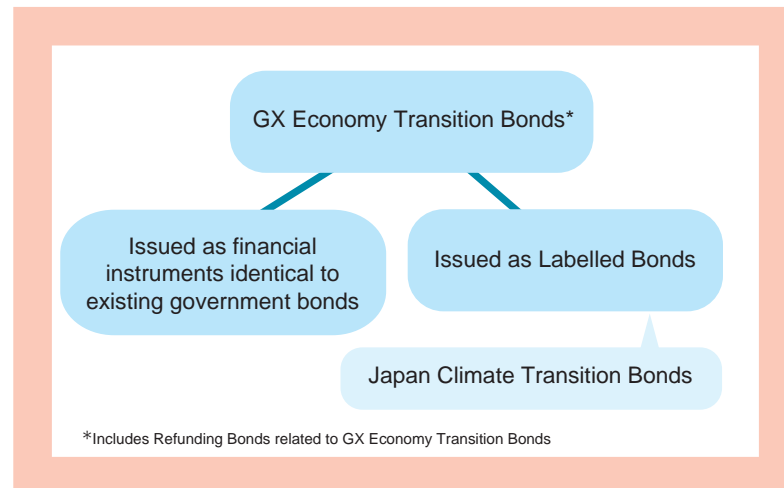 GX Economy Transition Bonds*
Issued as financial
instruments identical to
existing government bonds
Issued as Labelled Bonds
Japan Climate Transition Bonds
*Includes Refunding Bonds related to GX Economy Transition Bonds